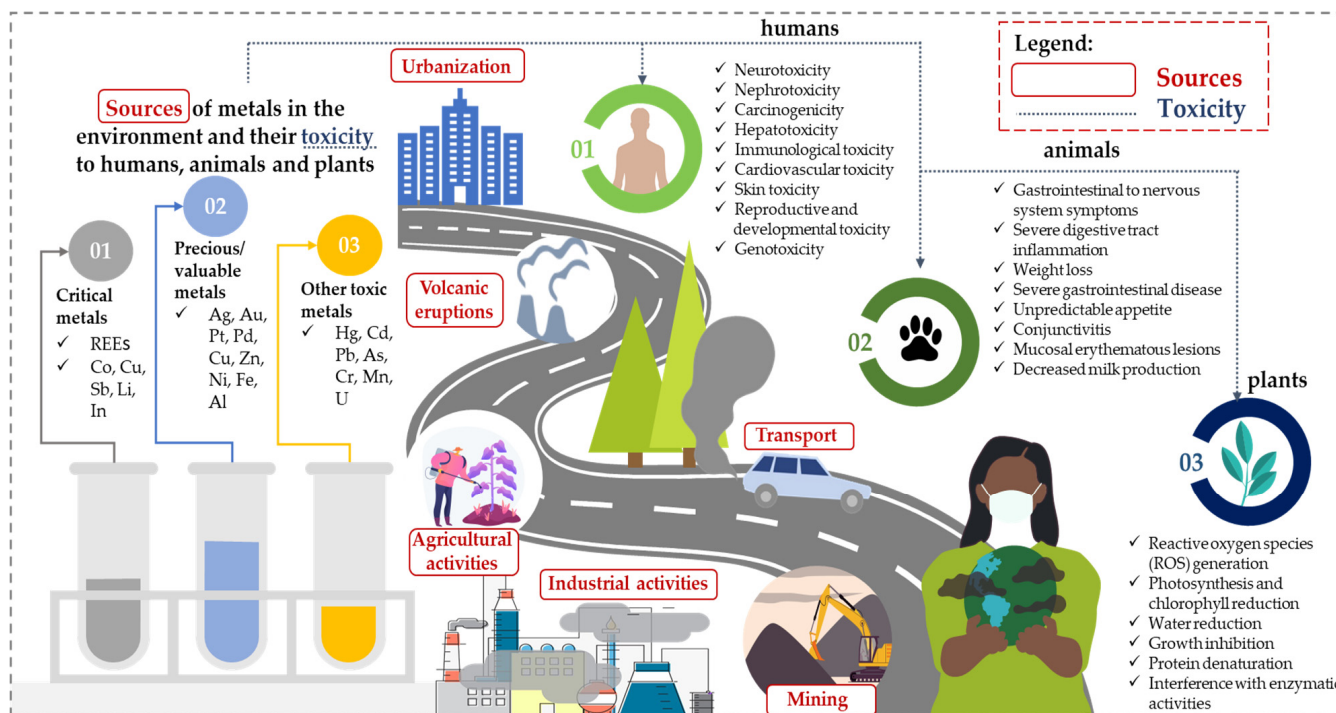 humans
Legend:
Sources
Toxicity
Urbanization
Sources of metals in the
environment and their toxicity
to humans, animals and plants
01
Critical
metals
✓ REEs
✓ Co, Cu,
Sb, Li,
In
02
Precious/
valuable
metals
✓ Ag, Au,
Pt, Pd,
Cu, Zn,
Ni, Fe,
Al
03
Other toxic
metals
✓ Hg, Cd,
Pb, As,
Cr, Mn,
U
Volcanic
eruptions
Transport
Agricultural
activities
Industrial activities
Mining
01
✓ Neurotoxicity
✓ Nephrotoxicity
✓ Carcinogenicity
✓ Hepatotoxicity
✓ Immunological toxicity
✓ Cardiovascular toxicity
✓ Skin toxicity
✓ Reproductive and
developmental toxicity
✓ Genotoxicity
animals
02
✓ Gastrointestinal to nervous
system symptoms
✓ Severe digestive tract
inflammation
✓ Weight loss
✓ Severe gastrointestinal disease
✓ Unpredictable appetite
✓ Conjunctivitis
✓ Mucosal erythematous lesions
✓ Decreased milk production
plants
03
✓ Reactive oxygen species
(ROS) generation
✓ Photosynthesis and
chlorophyll reduction
✓ Water reduction
✓ Growth inhibition
✓ Protein denaturation
✓ Interference with enzymatic
activities